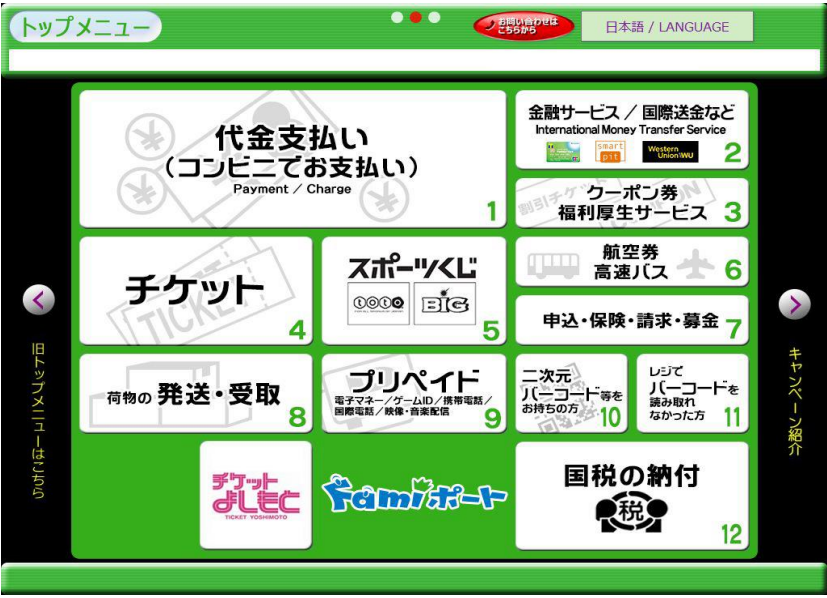 トップメニュー
お問い合わせは
こちらから
日本語 / LANGUAGE
代金支払い
(コンビニでお支払い)
Payment / Charge
1
金融サービス / 国際送金など
International Money Transfer Service
smart
pit
Western
Union WU
2
割引チケット
COUPON
クーポン券
福利厚生サービス
3
チケット
TICKET
4
スポーツくじ
toto
BIG
5
航空券
高速バス
6
申込・保険・請求・募金
7
荷物の 発送・受取
8
プリペイド
電子マネー/ゲームID/携帯電話/
国際電話/映像・音楽配信
9
二次元
バーコード等を
お持ちの方
10
レジで
バーコードを
読み取れ
なかった方
11
チケット
よしもと
TICKET YOSHIMOTO
Famiポート
国税の納付
税
12
旧トップメニューはこちら
キャンペーン紹介